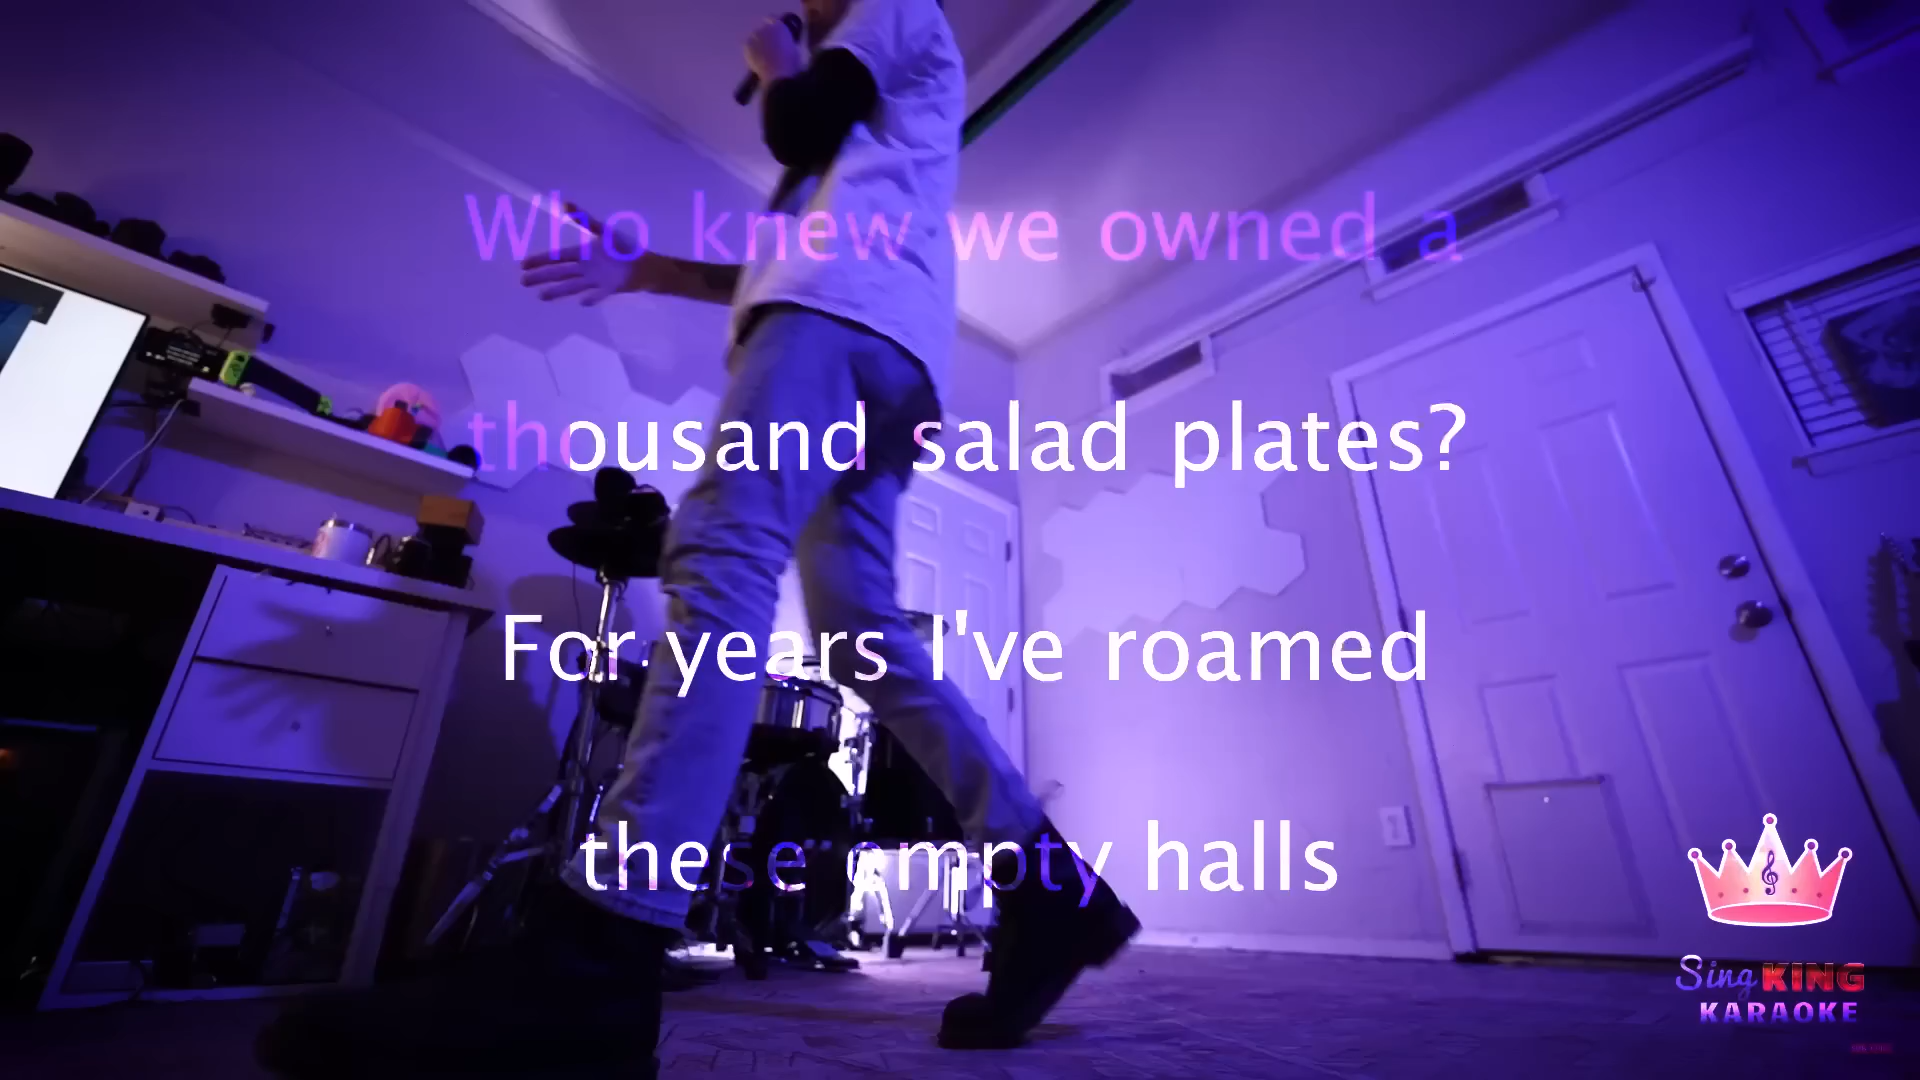 Who knew we owned a
thousand salad plates?
For years I've roamed
these empty halls
Sing KING
KARAOKE